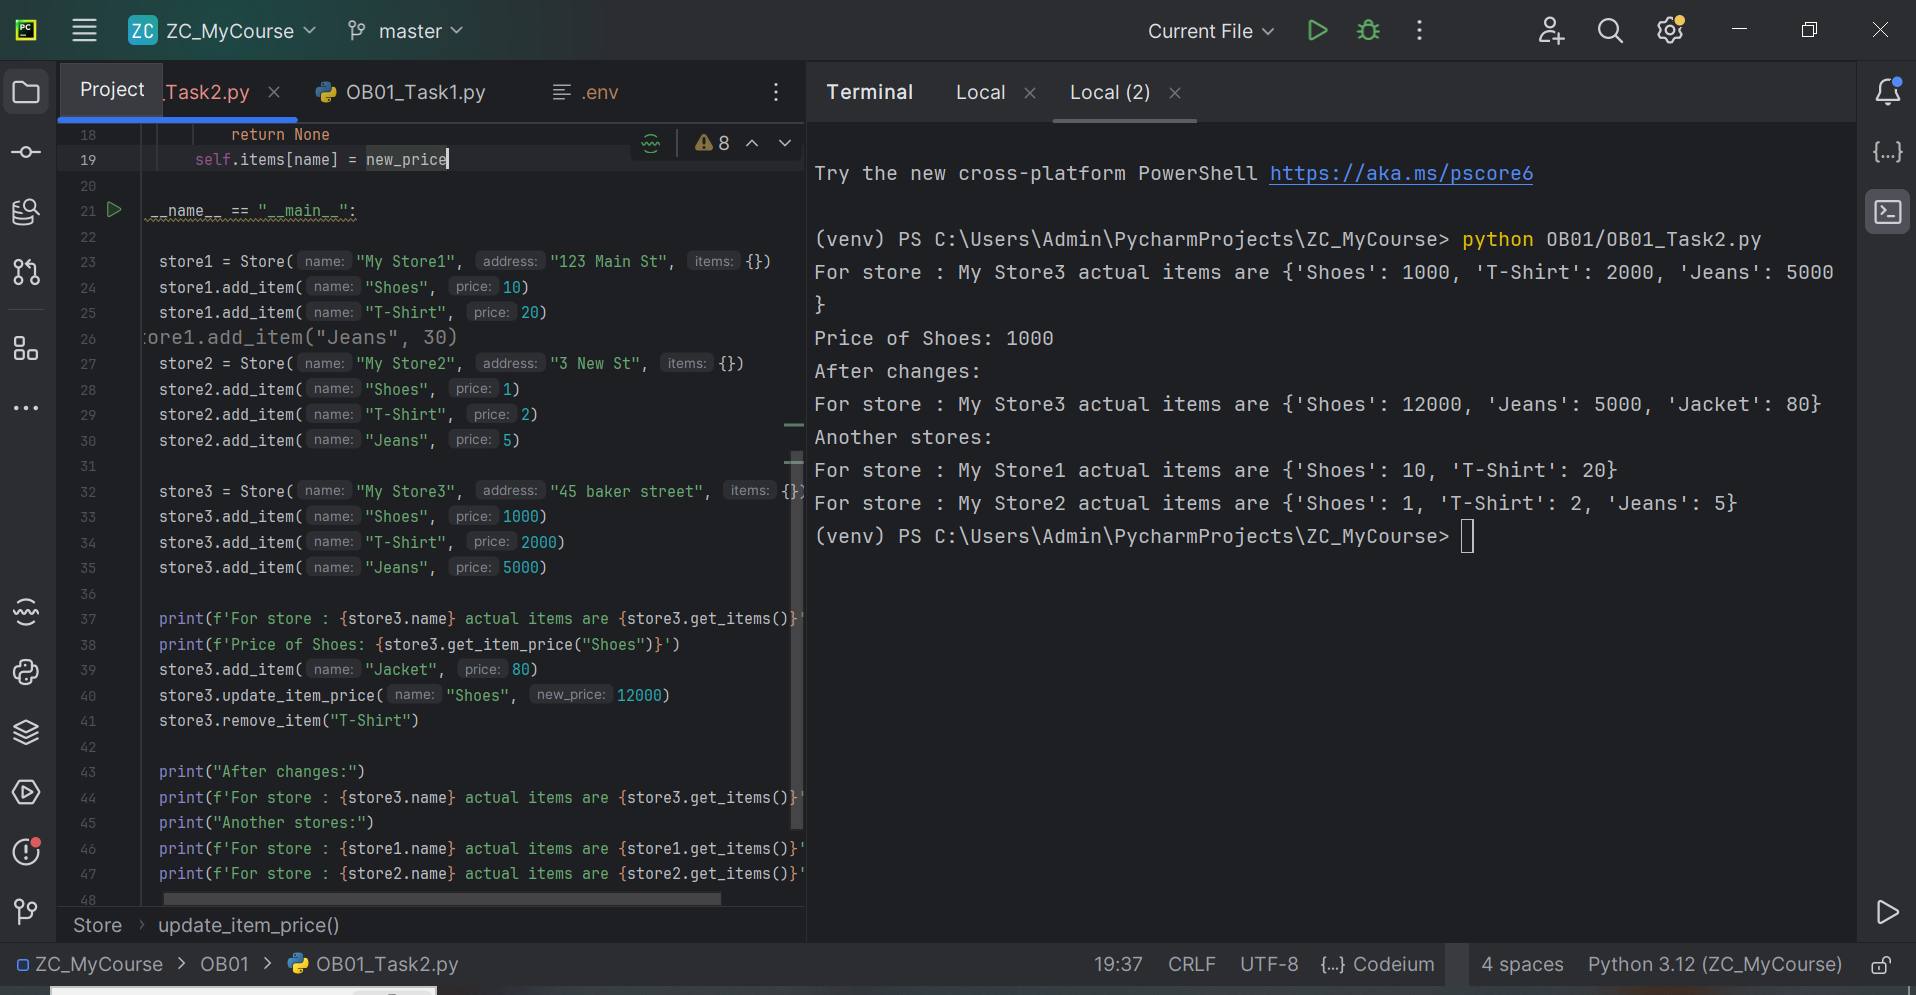 PC
ZC ZC_MyCourse master Current File
Project _Task2.py OB01_Task1.py .env
18 return None
8
19 self.items[name] = new_price
20
21 __name__ == "__main__":
22
23 store1 = Store( name: "My Store1", address: "123 Main St", items: {})
24 store1.add_item( name: "Shoes", price: 10)
25 store1.add_item( name: "T-Shirt", price: 20)
26 tore1.add_item("Jeans", 30)
27 store2 = Store( name: "My Store2", address: "3 New St", items: {})
28 store2.add_item( name: "Shoes", price: 1)
29 store2.add_item( name: "T-Shirt", price: 2)
30 store2.add_item( name: "Jeans", price: 5)
31
32 store3 = Store( name: "My Store3", address: "45 baker street", items: {})
33 store3.add_item( name: "Shoes", price: 1000)
34 store3.add_item( name: "T-Shirt", price: 2000)
35 store3.add_item( name: "Jeans", price: 5000)
36
37 print(f'For store : {store3.name} actual items are {store3.get_items()}'
38 print(f'Price of Shoes: {store3.get_item_price("Shoes")}')
39 store3.add_item( name: "Jacket", price: 80)
40 store3.update_item_price( name: "Shoes", new_price: 12000)
41 store3.remove_item("T-Shirt")
42
43 print("After changes:")
44 print(f'For store : {store3.name} actual items are {store3.get_items()}'
45 print("Another stores:")
46 print(f'For store : {store1.name} actual items are {store1.get_items()}'
47 print(f'For store : {store2.name} actual items are {store2.get_items()}'
48
Store › update_item_price()
Terminal Local Local (2)
Try the new cross-platform PowerShell https://aka.ms/pscore6
(venv) PS C:\Users\Admin\PycharmProjects\ZC_MyCourse> python OB01/OB01_Task2.py
For store : My Store3 actual items are {'Shoes': 1000, 'T-Shirt': 2000, 'Jeans': 5000
}
Price of Shoes: 1000
After changes:
For store : My Store3 actual items are {'Shoes': 12000, 'Jeans': 5000, 'Jacket': 80}
Another stores:
For store : My Store1 actual items are {'Shoes': 10, 'T-Shirt': 20}
For store : My Store2 actual items are {'Shoes': 1, 'T-Shirt': 2, 'Jeans': 5}
(venv) PS C:\Users\Admin\PycharmProjects\ZC_MyCourse>
ZC_MyCourse > OB01 > OB01_Task2.py 19:37 CRLF UTF-8 {...} Codeium 4 spaces Python 3.12 (ZC_MyCourse)